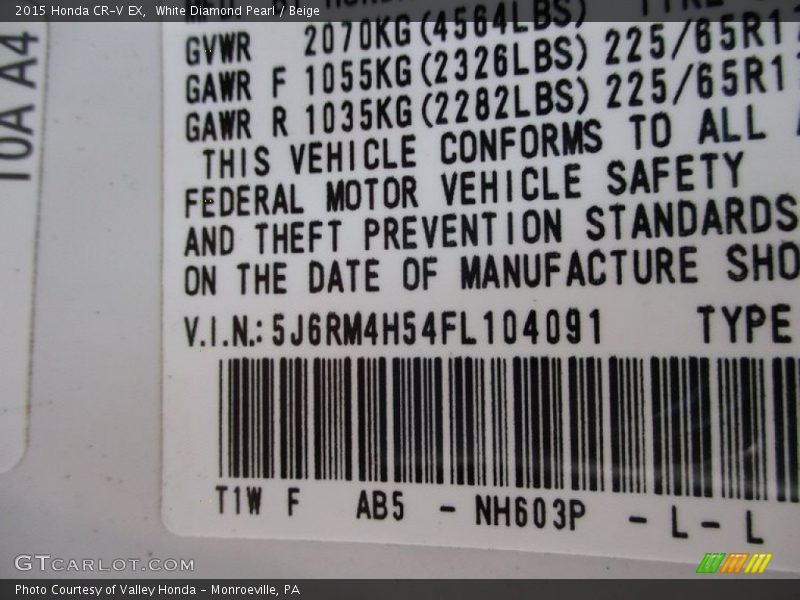 2015 Honda CR-V EX, White Diamond Pearl / Beige
10A A4
GVWR 2070KG(4564LBS)
GAWR F 1055KG(2326LBS) 225/65R1
GAWR R 1035KG(2282LBS) 225/65R1
THIS VEHICLE CONFORMS TO ALL
FEDERAL MOTOR VEHICLE SAFETY
AND THEFT PREVENTION STANDARDS
ON THE DATE OF MANUFACTURE SHO
V.I.N.: 5J6RM4H54FL104091 TYPE
T1W F AB5 - NH603P - L - L
GTCARLOT.COM
Photo Courtesy of Valley Honda - Monroeville, PA